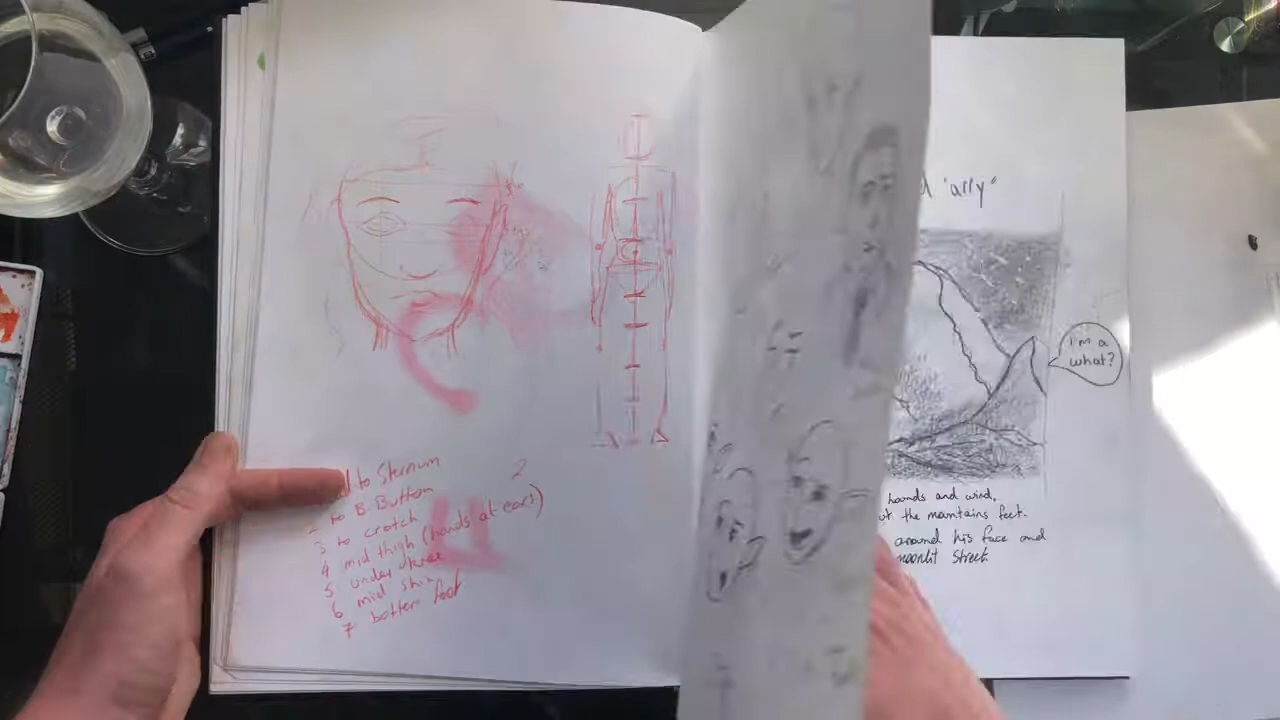 to Sternum
2
to B Button
3 to crotch
4 mid thigh (hands at ears)
5 under knee
6 mid shin
7 bottom foot
"ally"
I'm a
what?
hounds and wind,
the mountains feet.
around his face and
moonlit street.